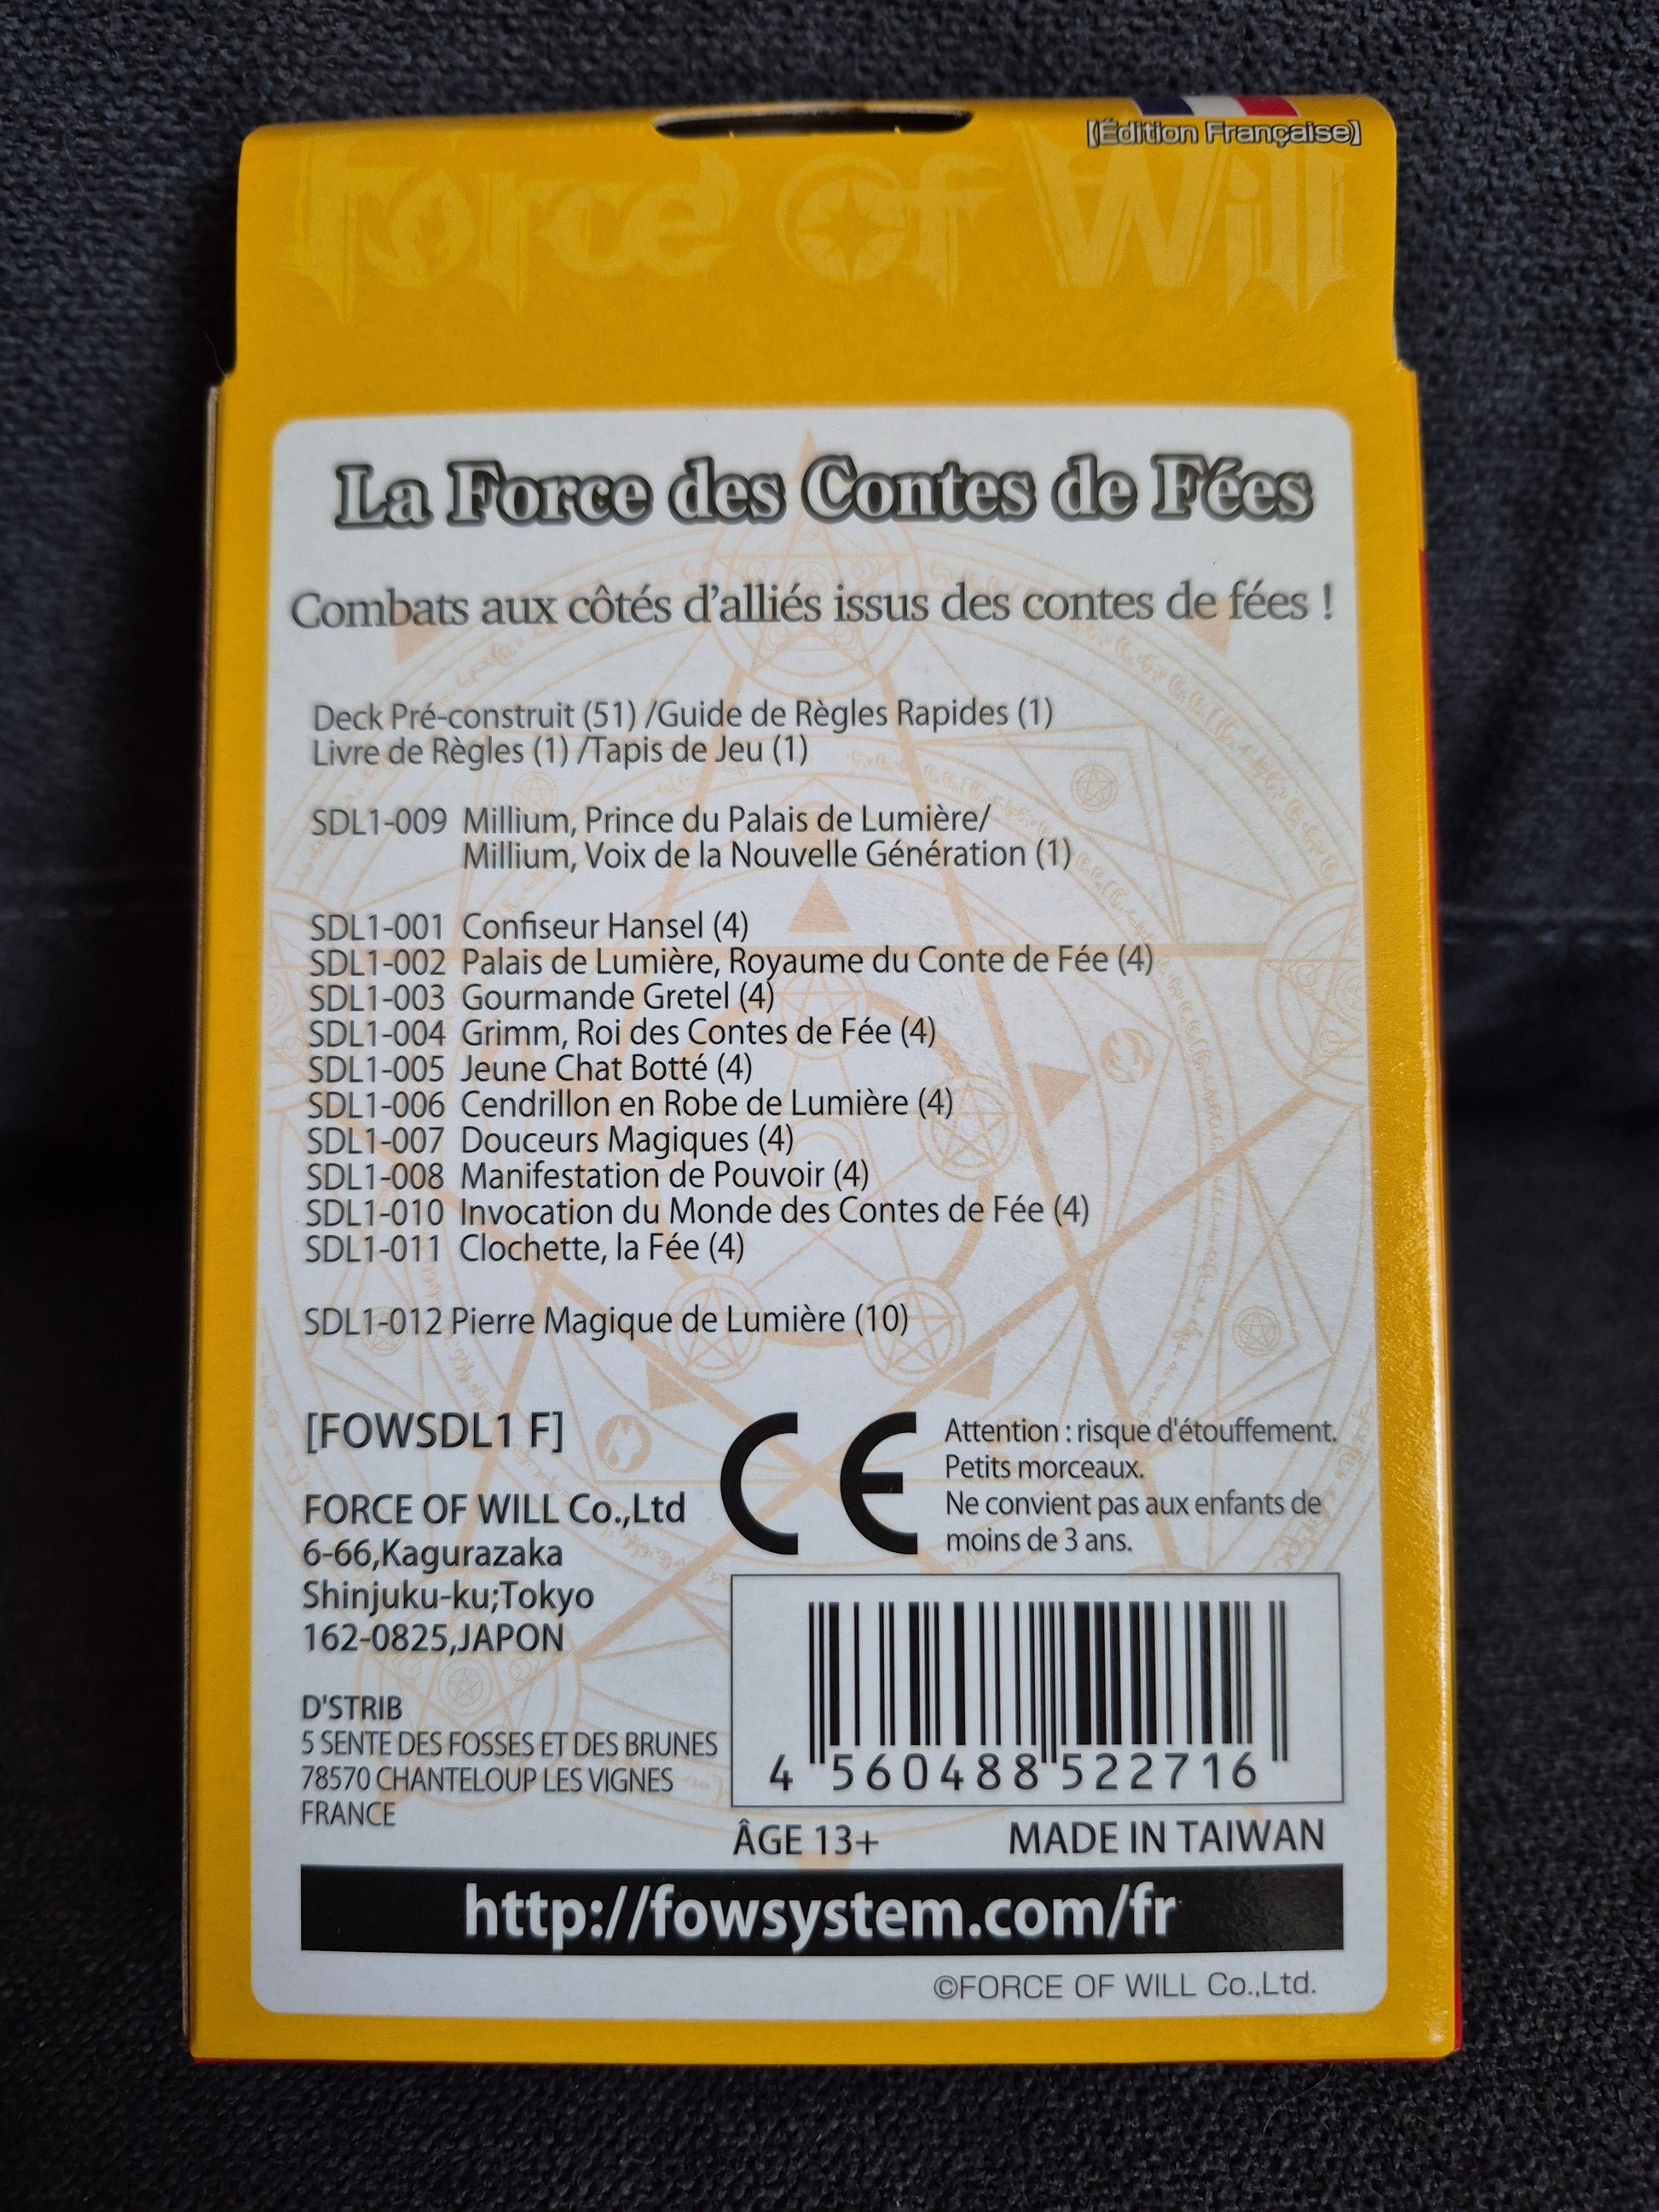 [Édition Française]
Force of Will
La Force des Contes de Fées
Combats aux côtés d'alliés issus des contes de fées !
Deck Pré-construit (51) /Guide de Règles Rapides (1)
Livre de Règles (1) /Tapis de Jeu (1)
SDL1-009 Millium, Prince du Palais de Lumière/
Millium, Voix de la Nouvelle Génération (1)
SDL1-001 Confiseur Hansel (4)
SDL1-002 Palais de Lumière, Royaume du Conte de Fée (4)
SDL1-003 Gourmande Gretel (4)
SDL1-004 Grimm, Roi des Contes de Fée (4)
SDL1-005 Jeune Chat Botté (4)
SDL1-006 Cendrillon en Robe de Lumière (4)
SDL1-007 Douceurs Magiques (4)
SDL1-008 Manifestation de Pouvoir (4)
SDL1-010 Invocation du Monde des Contes de Fée (4)
SDL1-011 Clochette, la Fée (4)
SDL1-012 Pierre Magique de Lumière (10)
[FOWSDL1 F]
FORCE OF WILL Co.,Ltd
6-66,Kagurazaka
Shinjuku-ku;Tokyo
162-0825,JAPON
D'STRIB
5 SENTE DES FOSSES ET DES BRUNES
78570 CHANTELOUP LES VIGNES
FRANCE
CE
Attention : risque d'étouffement.
Petits morceaux.
Ne convient pas aux enfants de
moins de 3 ans.
4 560488 522716
ÂGE 13+
MADE IN TAIWAN
http://fowsystem.com/fr
©FORCE OF WILL Co.,Ltd.